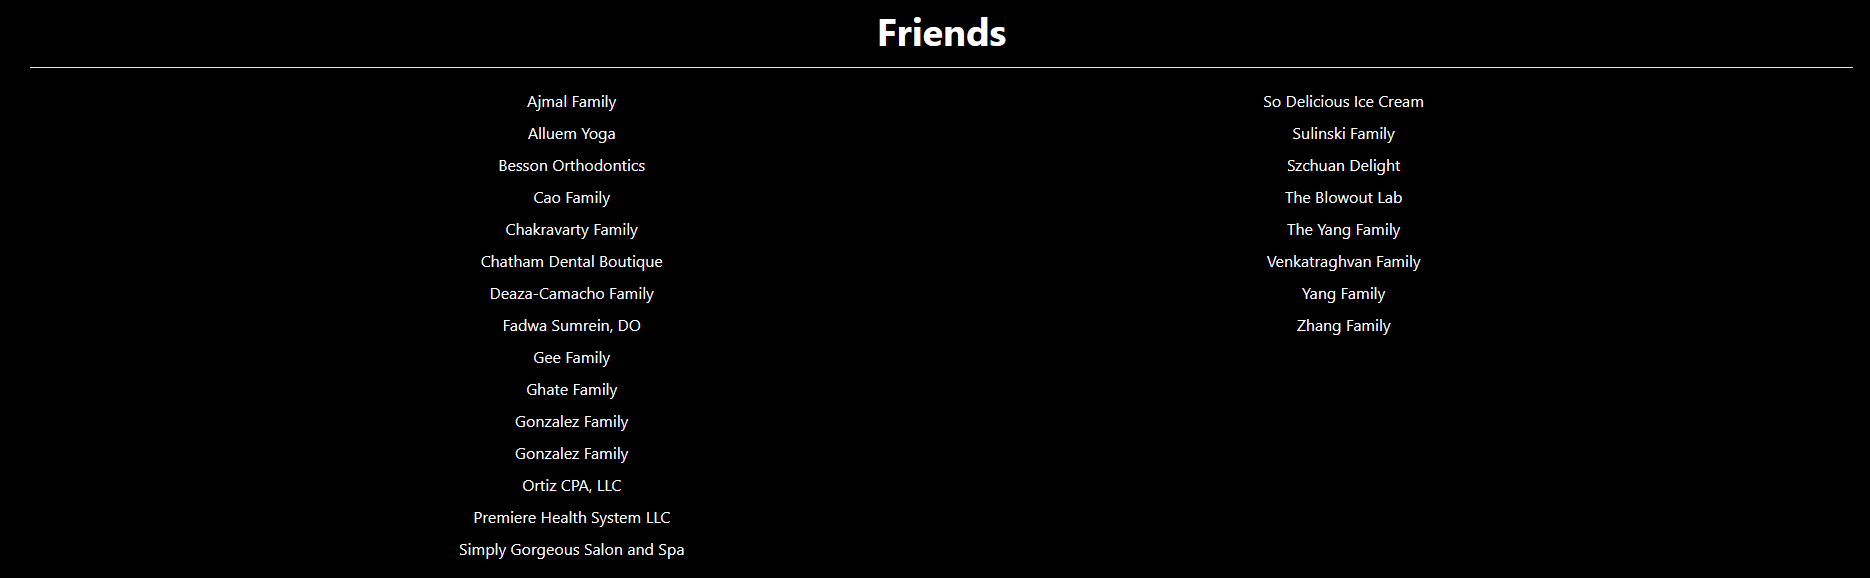 Friends
Ajmal Family
Alluem Yoga
Besson Orthodontics
Cao Family
Chakravarty Family
Chatham Dental Boutique
Deaza-Camacho Family
Fadwa Sumrein, DO
Gee Family
Ghate Family
Gonzalez Family
Gonzalez Family
Ortiz CPA, LLC
Premiere Health System LLC
Simply Gorgeous Salon and Spa
So Delicious Ice Cream
Sulinski Family
Szchuan Delight
The Blowout Lab
The Yang Family
Venkatraghvan Family
Yang Family
Zhang Family